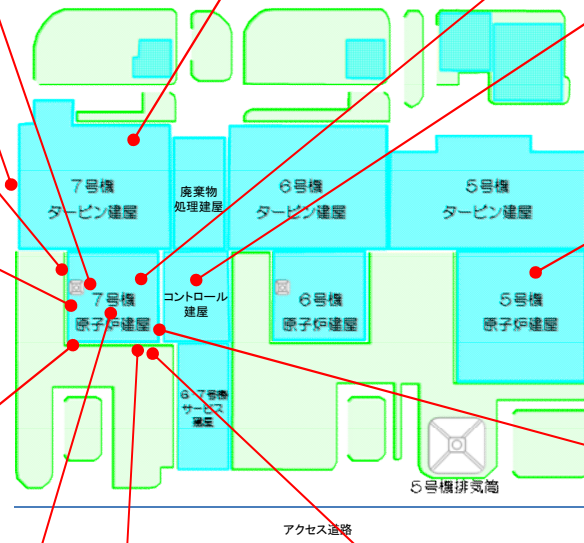 7号機
タービン建屋
廃棄物
処理建屋
6号機
タービン建屋
5号機
タービン建屋
7号機
原子炉建屋
コントロール
建屋
6号機
原子炉建屋
5号機
原子炉建屋
6/7号機
サービス
建屋
5号機排気筒
アクセス道路